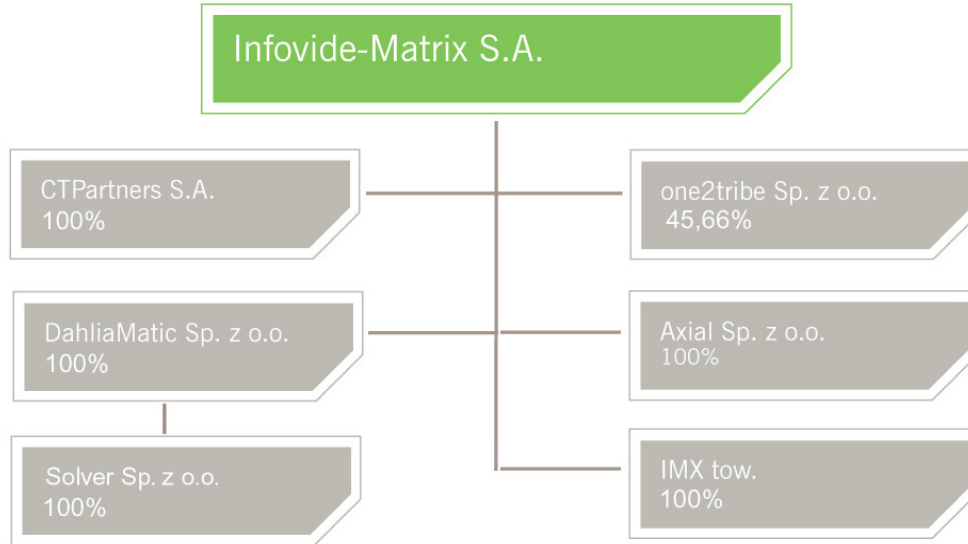 Infovide-Matrix S.A.
CTPartners S.A.
100%
one2tribe Sp. z o.o.
45,66%
DahliaMatic Sp. z o.o.
100%
Axial Sp. z o.o.
100%
Solver Sp. z o.o.
100%
IMX tow.
100%